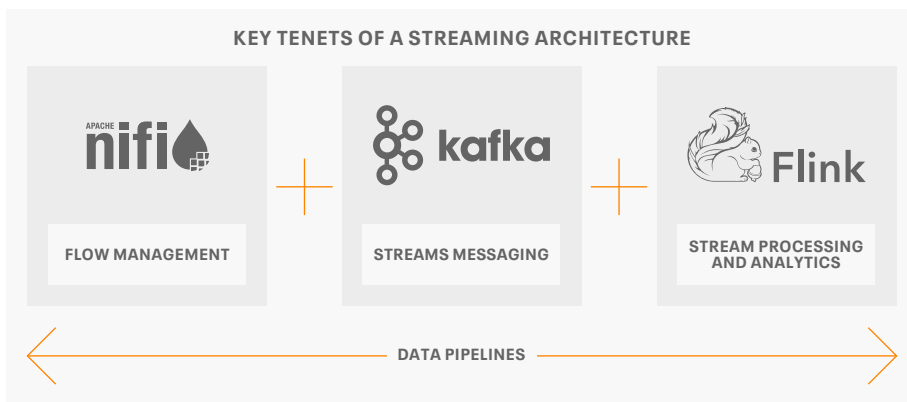 KEY TENETS OF A STREAMING ARCHITECTURE
APACHE
nifi
kafka
Flink
FLOW MANAGEMENT
STREAMS MESSAGING
STREAM PROCESSING
AND ANALYTICS
DATA PIPELINES